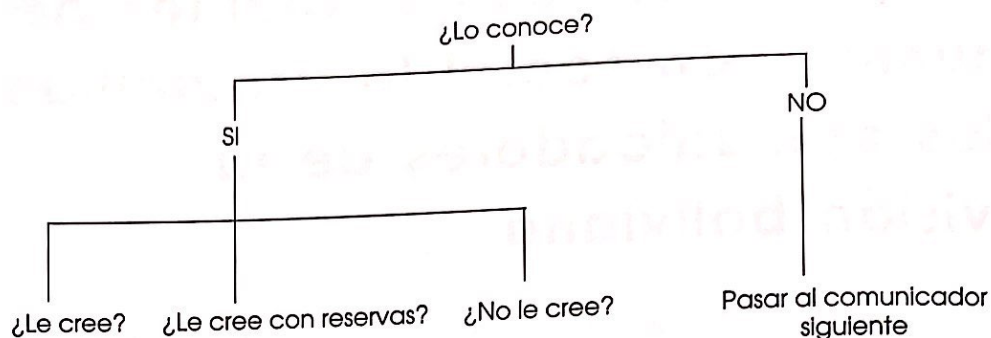 ¿Lo conoce?
SI
NO
¿Le cree?
¿Le cree con reservas?
¿No le cree?
Pasar al comunicador
siguiente